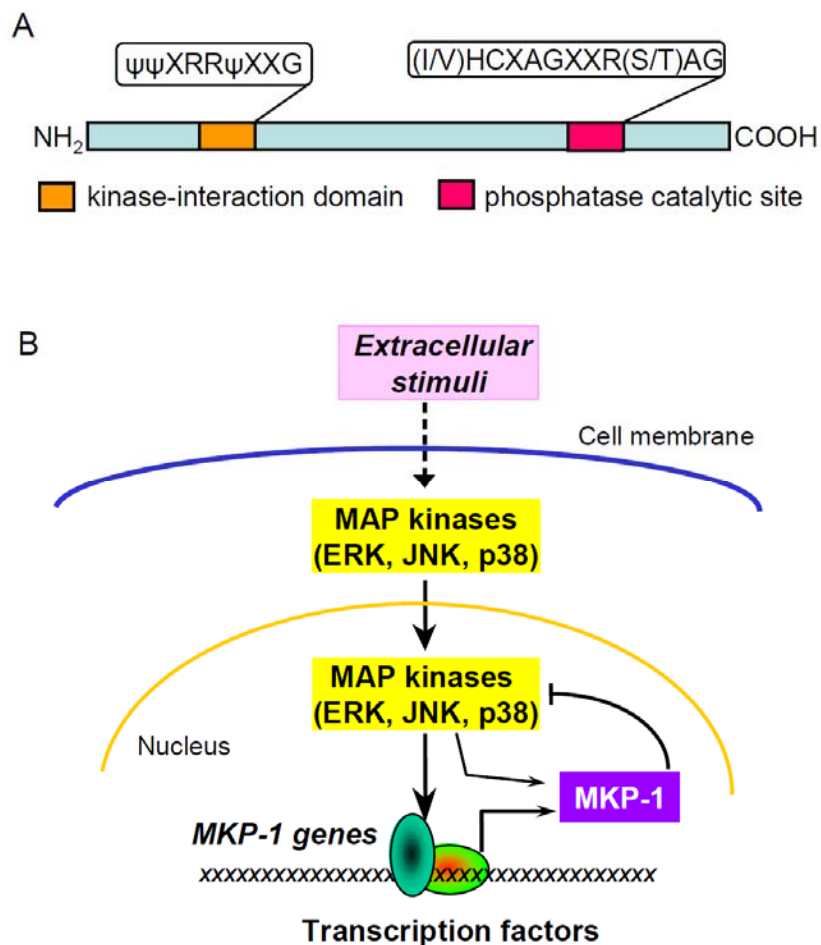 A
ψψXRRψXXG
(I/V)HCXAGXXR(S/T)AG
NH₂
COOH
kinase-interaction domain
phosphatase catalytic site
B
Extracellular
stimuli
Cell membrane
MAP kinases
(ERK, JNK, p38)
MAP kinases
(ERK, JNK, p38)
Nucleus
MKP-1
MKP-1 genes
xxxxxxxxxxxxxxxxxxxxxxxxxxxxxxxxxxxxx
Transcription factors